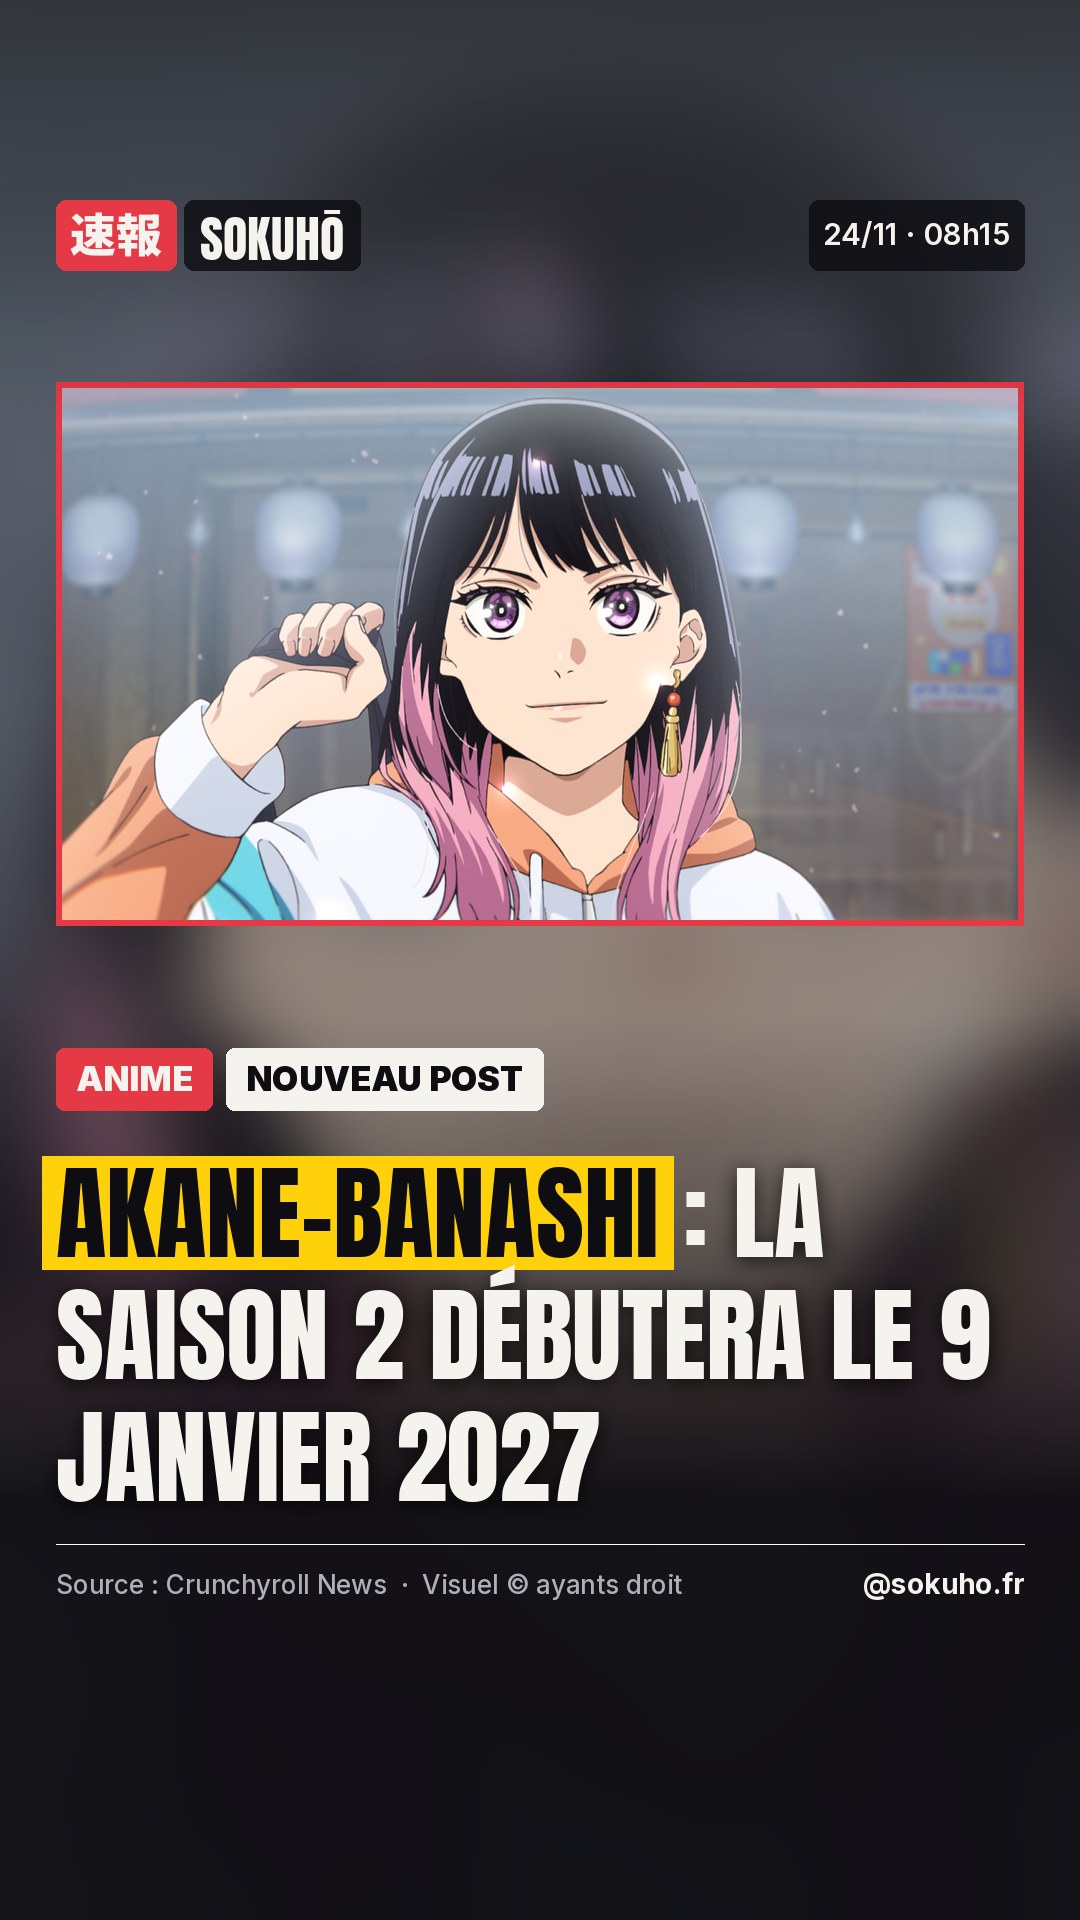 速報 SOKUHŌ
24/11 · 08h15
ANIME
NOUVEAU POST
AKANE-BANASHI : LA
SAISON 2 DÉBUTERA LE 9
JANVIER 2027
Source : Crunchyroll News · Visuel © ayants droit
@sokuho.fr